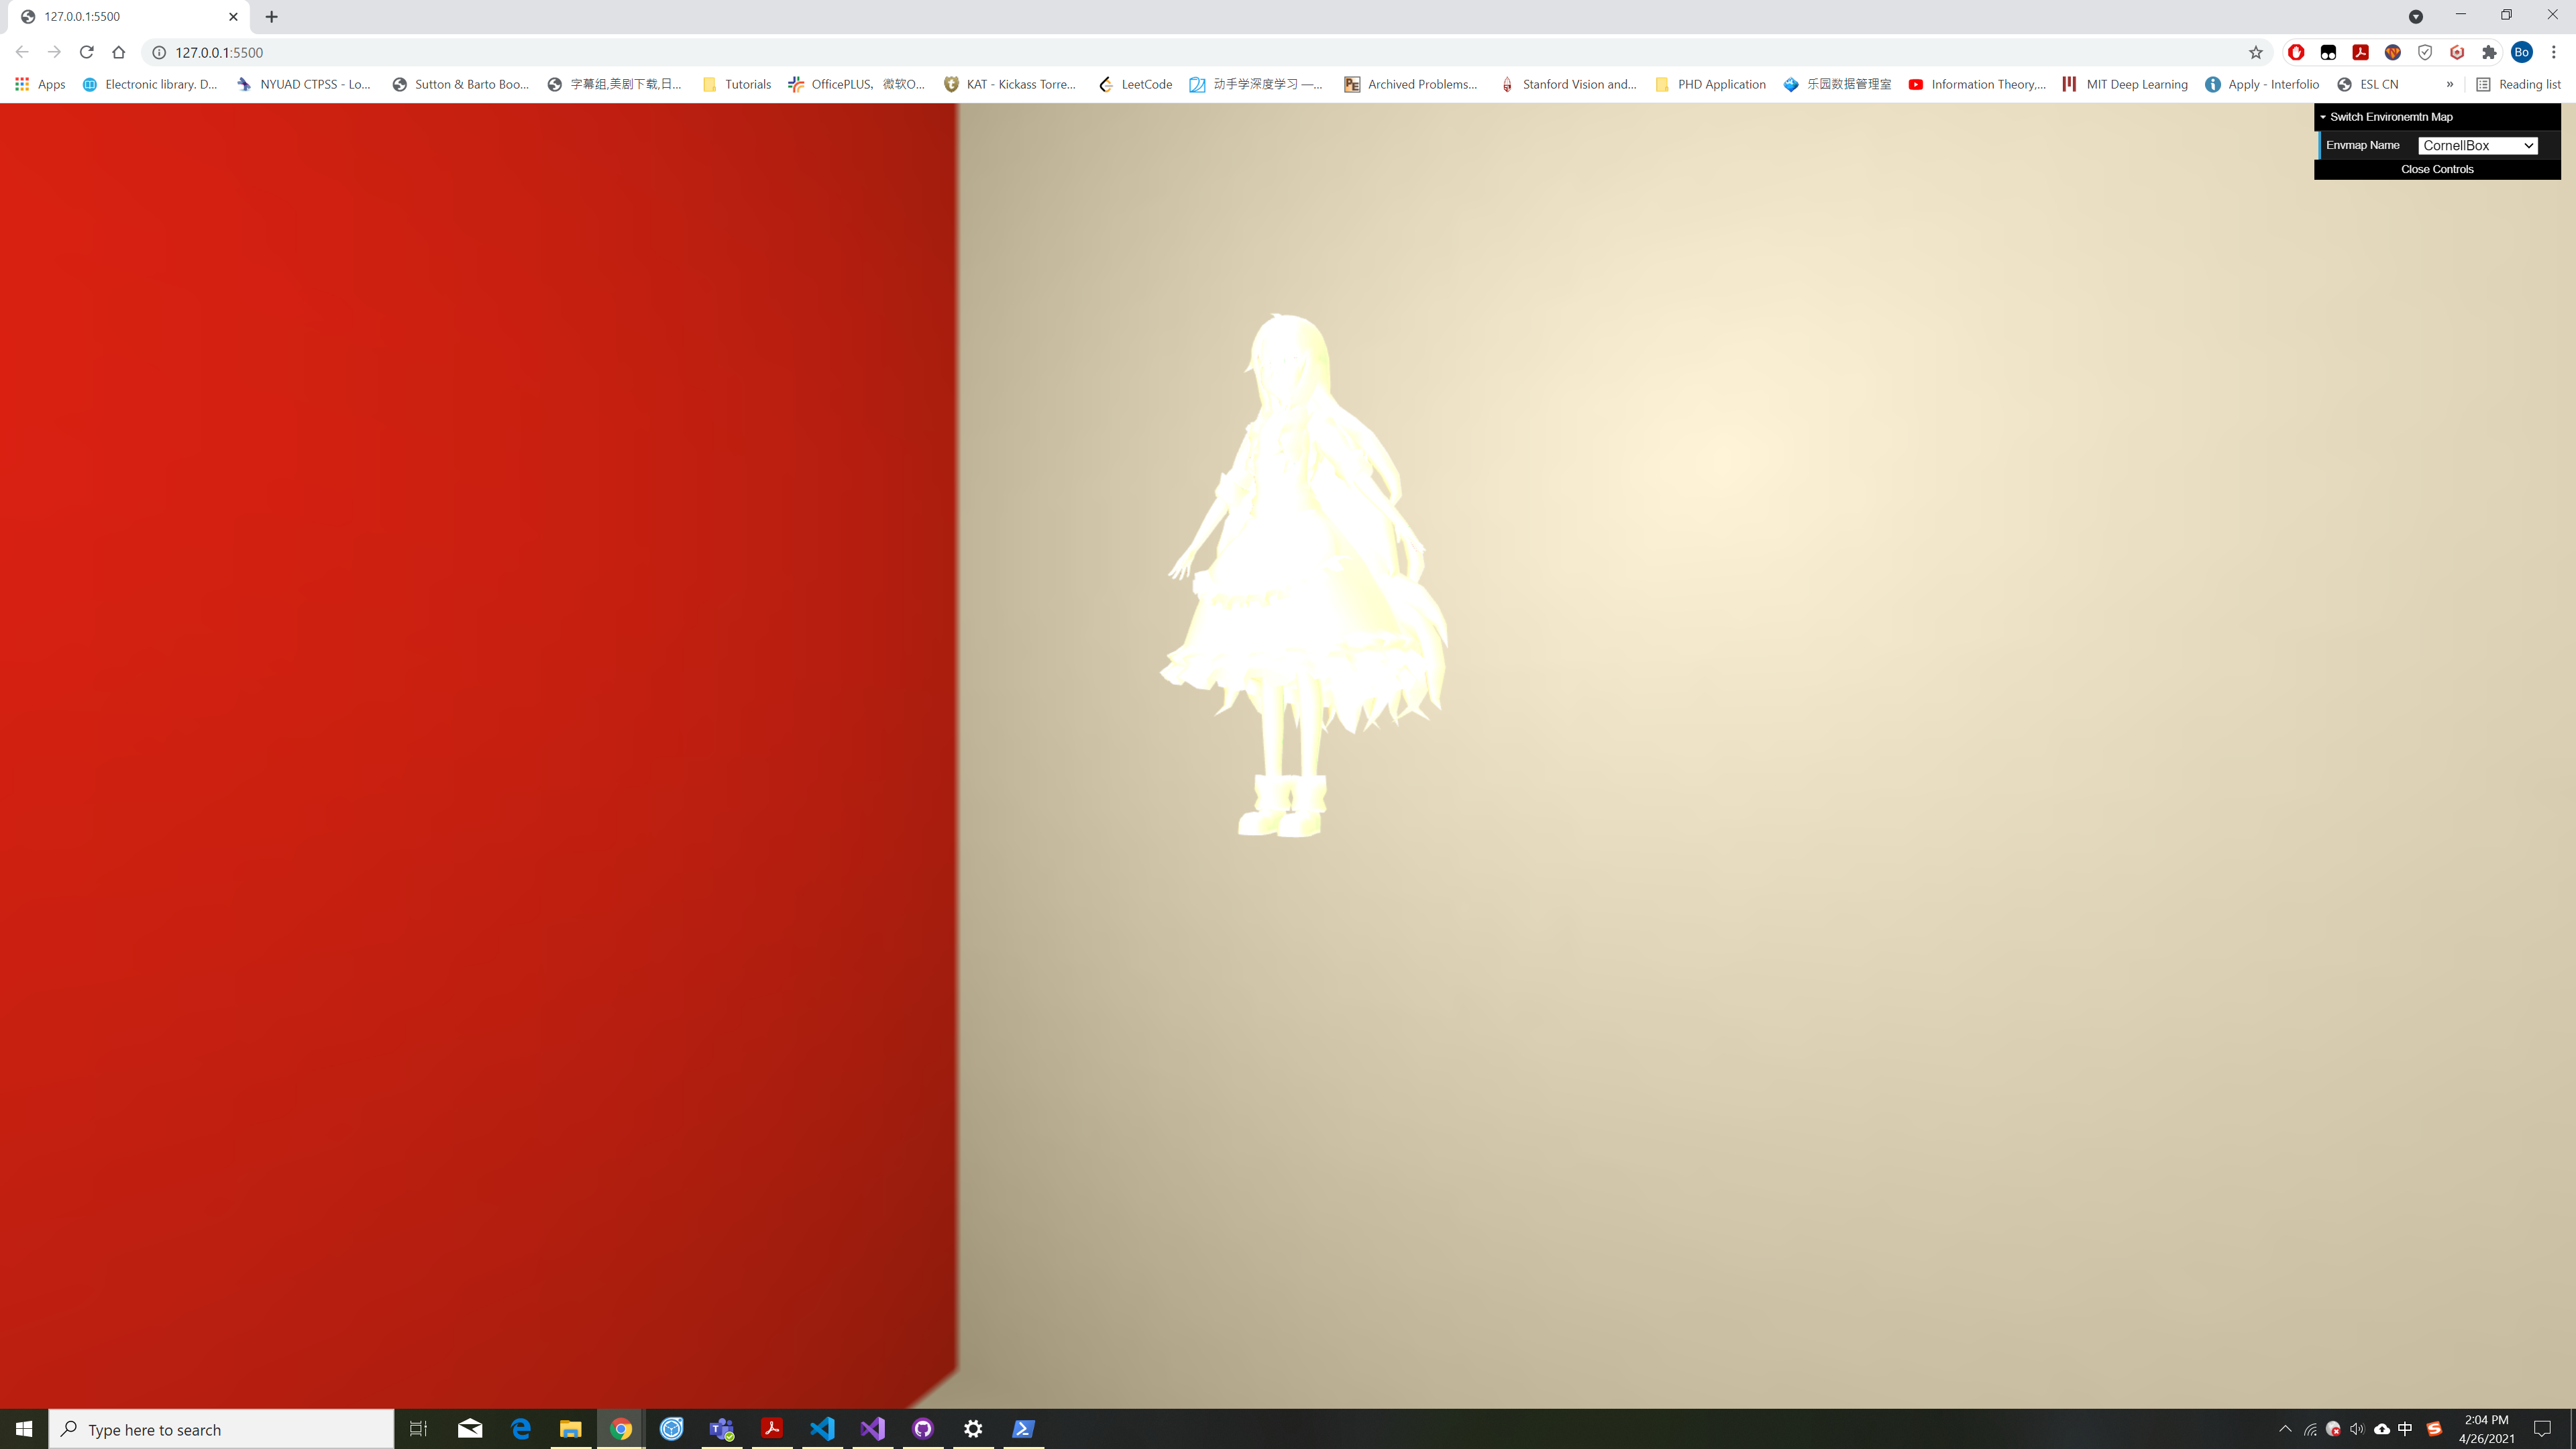 127.0.0.1:5500
127.0.0.1:5500
Bo
Apps
Electronic library. D...
NYUAD CTPSS - Lo...
Sutton & Barto Boo...
字幕组,美剧下载,日...
Tutorials
OfficePLUS，微软O...
KAT - Kickass Torre...
LeetCode
动手学深度学习 —...
Archived Problems...
Stanford Vision and...
PHD Application
乐园数据管理室
Information Theory,...
MIT Deep Learning
Apply - Interfolio
ESL CN
»
Reading list
Switch Environemtn Map
Envmap Name
CornellBox
Close Controls
Type here to search
中
2:04 PM
4/26/2021